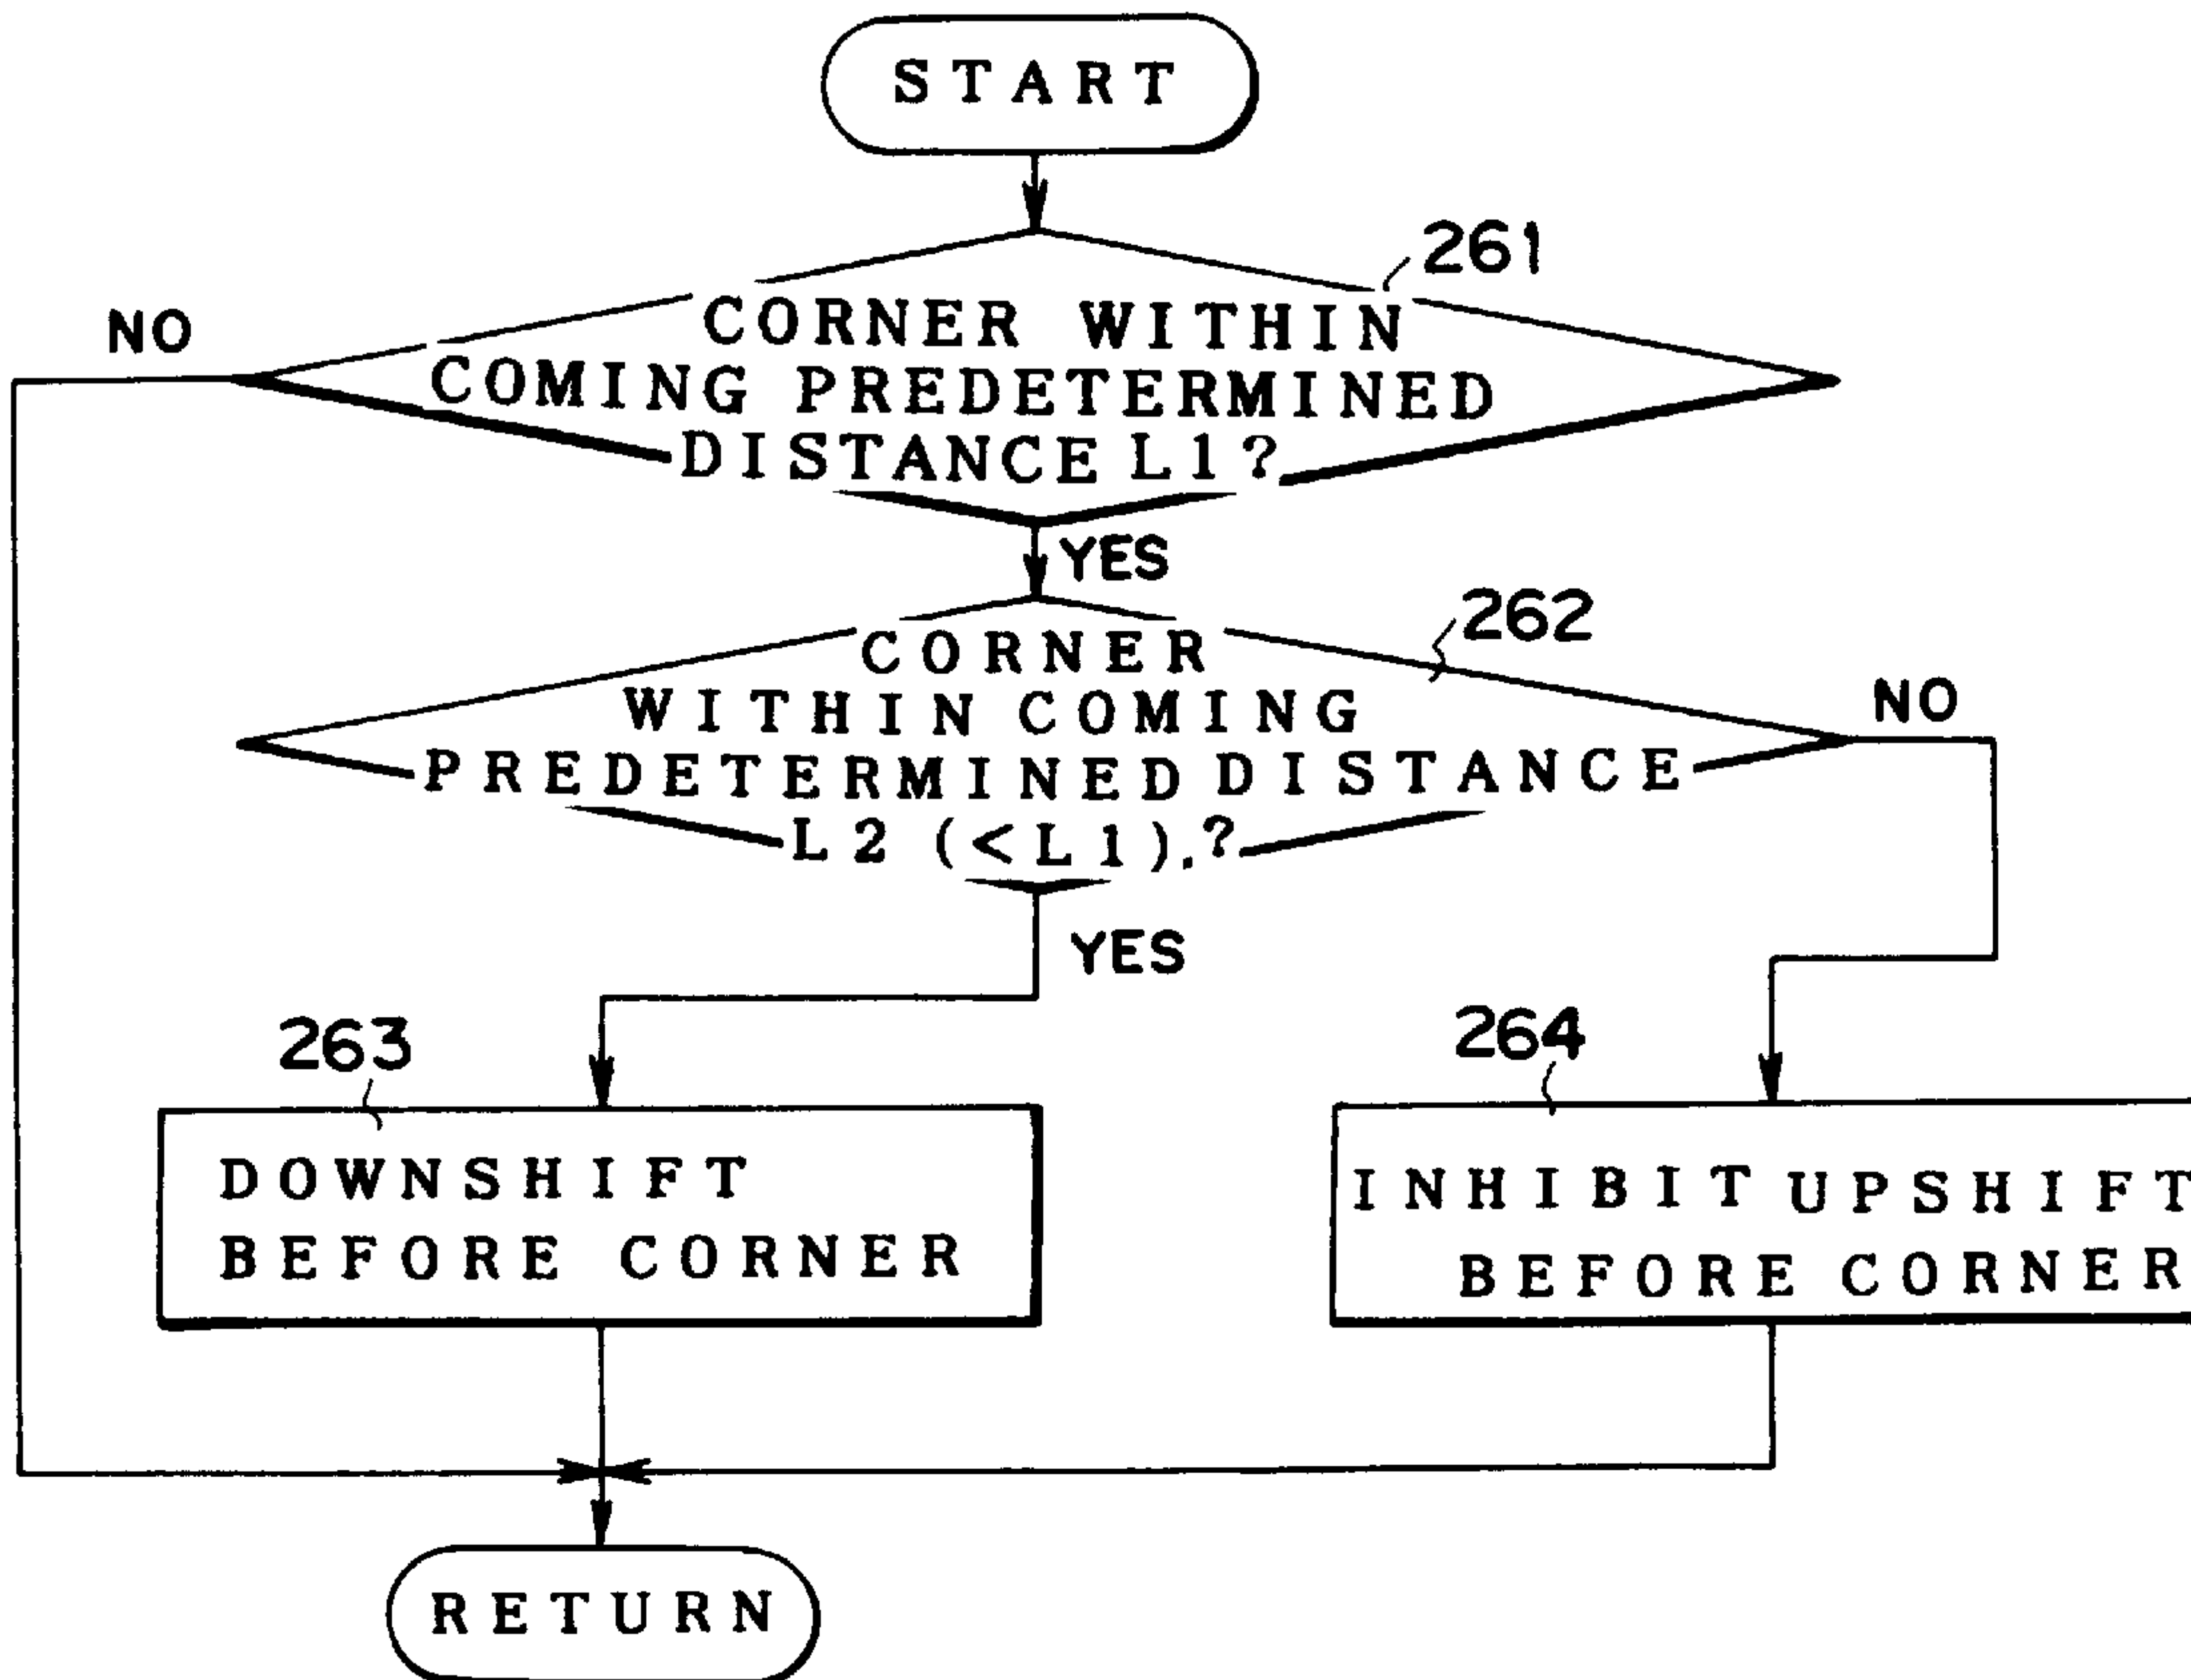 START
261
NO
CORNER WITHIN
COMING PREDETERMINED
DISTANCE L1?
YES
262
CORNER
WITHIN COMING
PREDETERMINED DISTANCE
L2 (<L1).?
NO
YES
263
264
DOWNSHIFT
BEFORE CORNER
INHIBIT UPSHIFT
BEFORE CORNER
RETURN